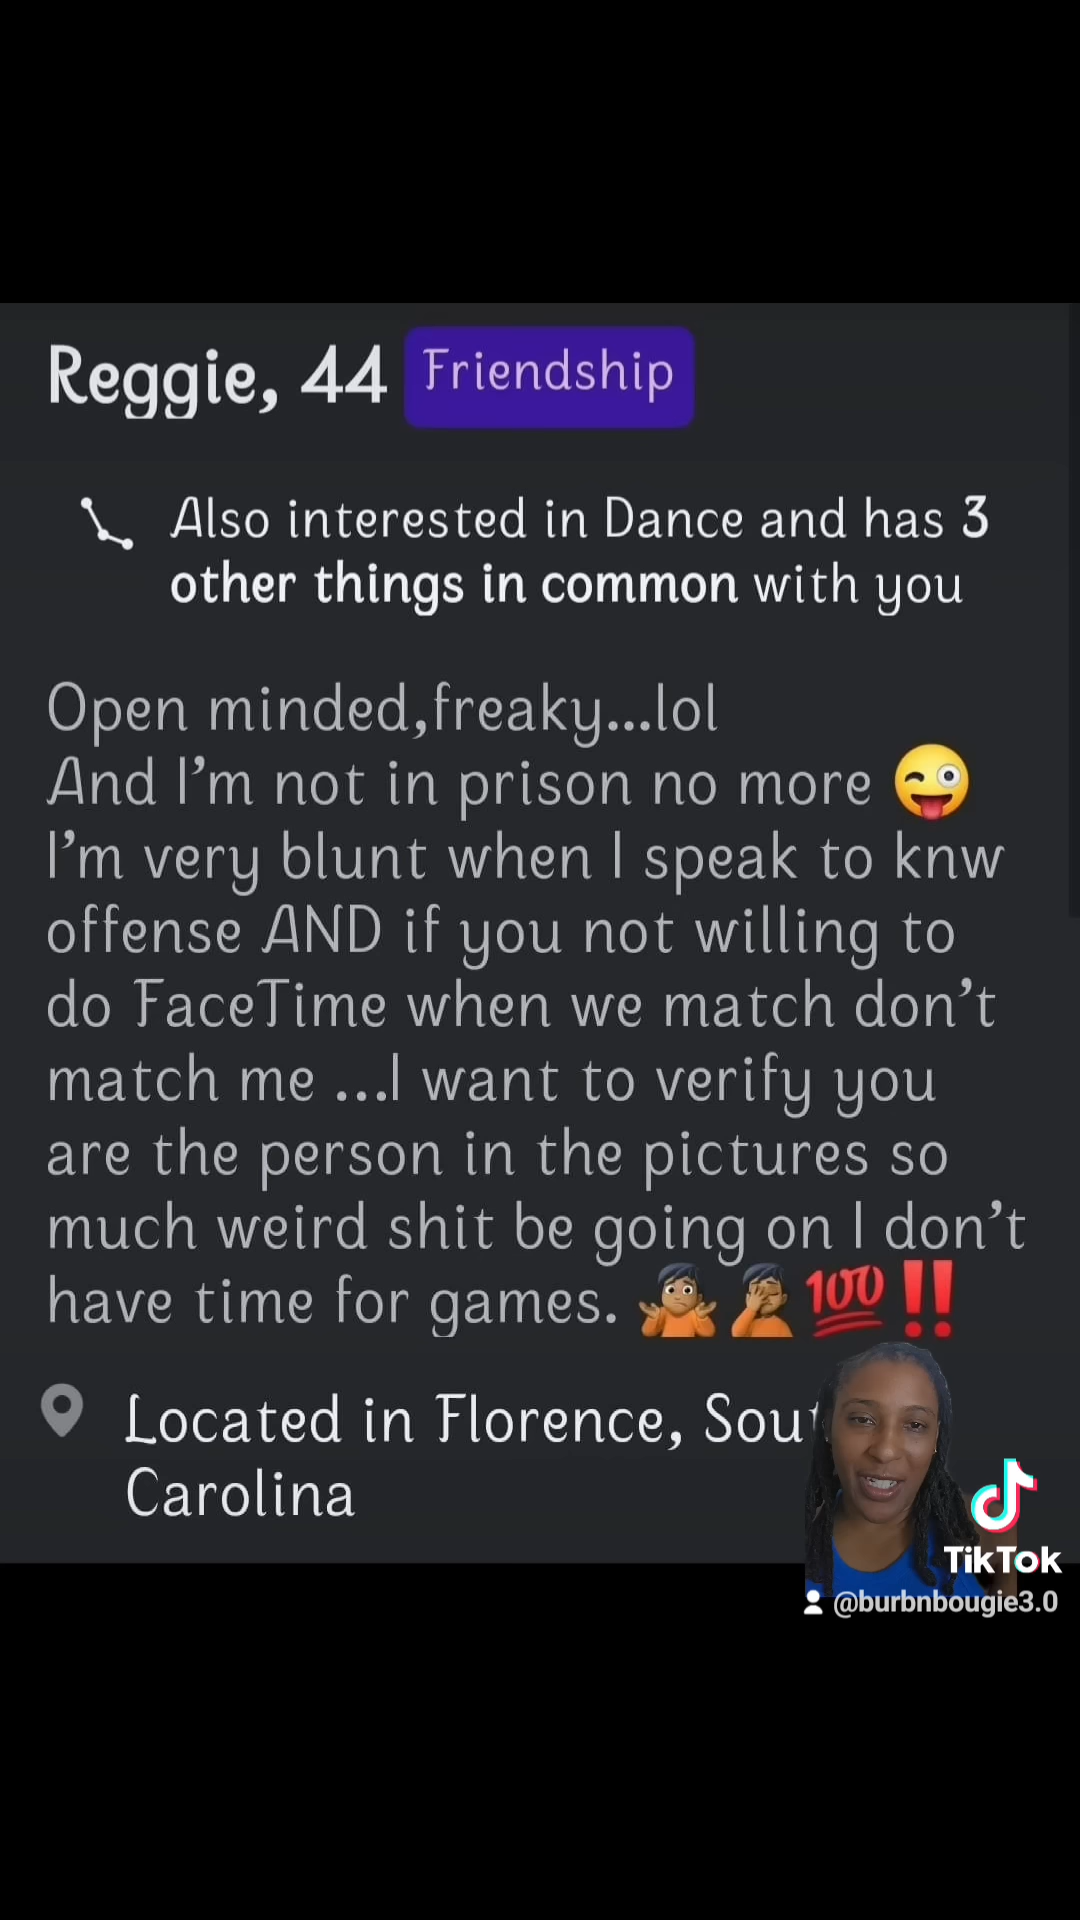 Reggie, 44 Friendship
Also interested in Dance and has 3
other things in common with you
Open minded,freaky...lol
And I'm not in prison no more 😜
I'm very blunt when I speak to knw
offense AND if you not willing to
do FaceTime when we match don't
match me ...I want to verify you
are the person in the pictures so
much weird shit be going on I don't
have time for games. 🤷🏾‍♂️🤦🏾‍♂️💯‼️
Located in Florence, Sout
Carolina
TikTok
@burbnbougie3.0